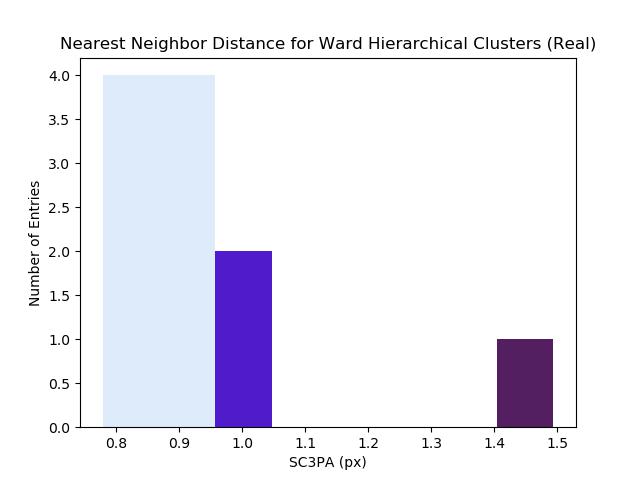 Nearest Neighbor Distance for Ward Hierarchical Clusters (Real)
4.0
3.5
3.0
2.5
2.0
1.5
1.0
0.5
0.0
Number of Entries
0.8 0.9 1.0 1.1 1.2 1.3 1.4 1.5
SC3PA (px)